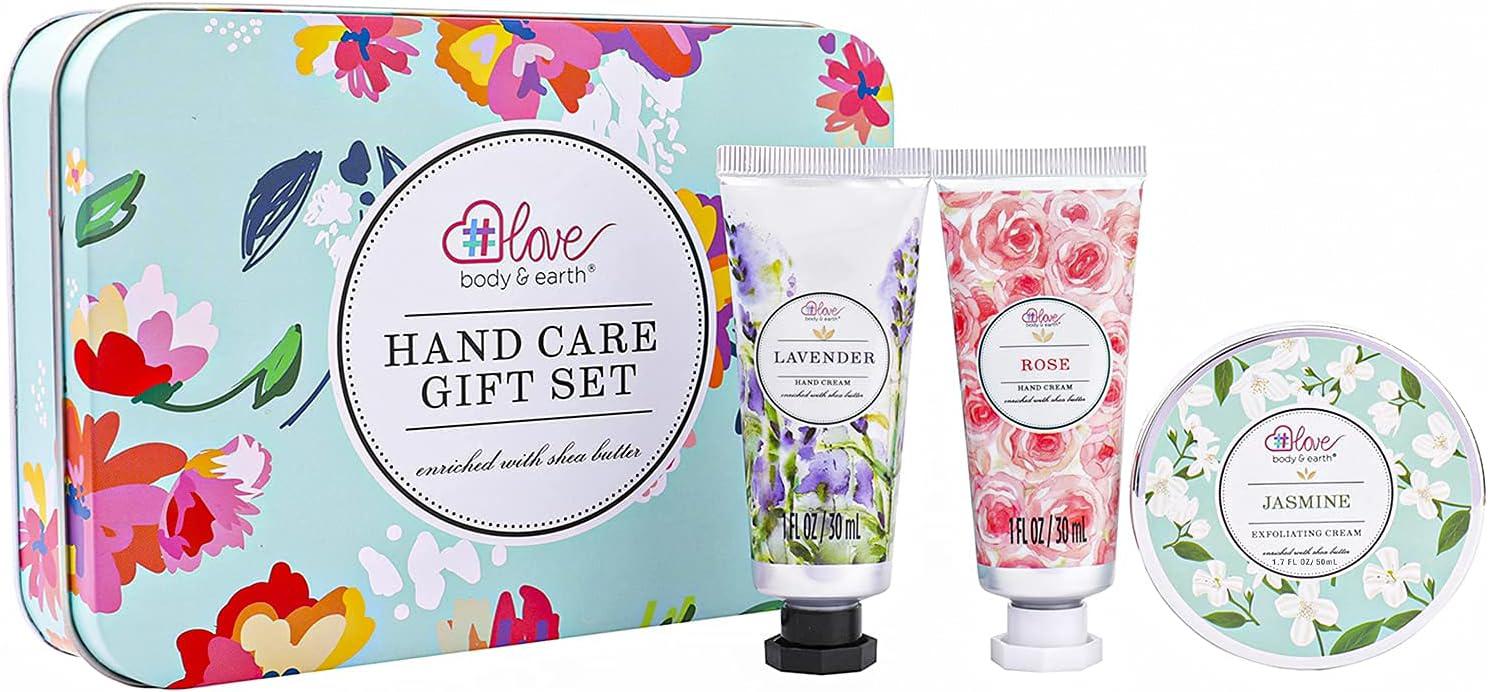 #love
body & earth®
HAND CARE
GIFT SET
enriched with shea butter
#love
body & earth®
LAVENDER
HAND CREAM
enriched with shea butter
1 FL OZ / 30 mL
#love
body & earth®
ROSE
HAND CREAM
enriched with shea butter
1 FL OZ / 30 mL
#love
body & earth®
JASMINE
EXFOLIATING CREAM
enriched with shea butter
1.7 FL OZ/ 50mL